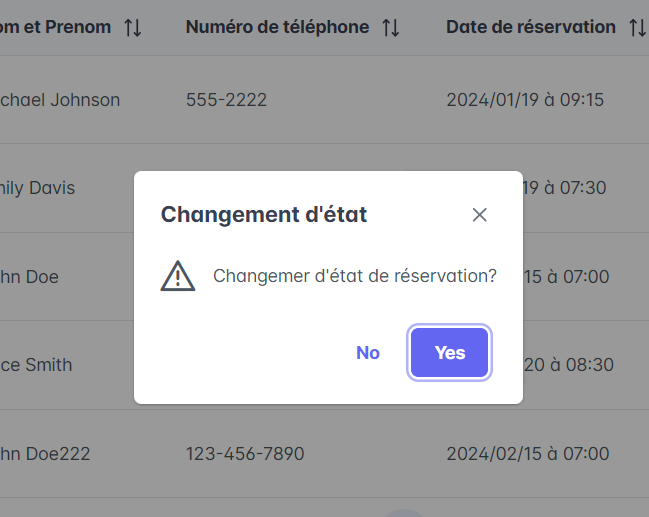 om et Prenom Numéro de téléphone Date de réservation
chael Johnson 555-2222 2024/01/19 à 09:15
ily Davis 19 à 07:30
Changement d'état
hn Doe 15 à 07:00
Changemer d'état de réservation?
No Yes
ce Smith 20 à 08:30
hn Doe222 123-456-7890 2024/02/15 à 07:00